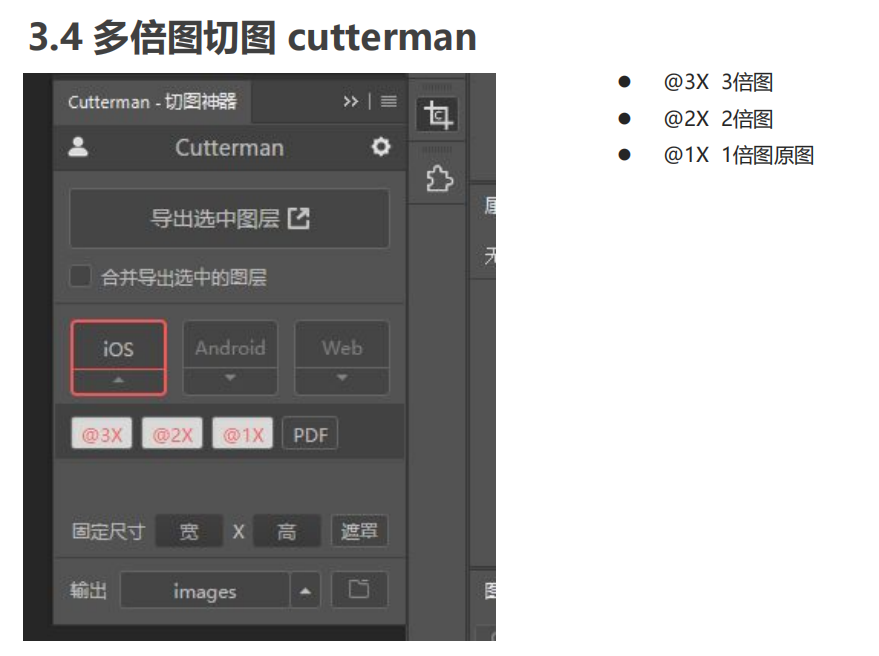 3.4 多倍图切图 cutterman
Cutterman - 切图神器
Cutterman
导出选中图层
合并导出选中的图层
iOS Android Web
@3X @2X @1X PDF
固定尺寸 宽 X 高 遮罩
输出 images
@3X 3倍图
@2X 2倍图
@1X 1倍图原图